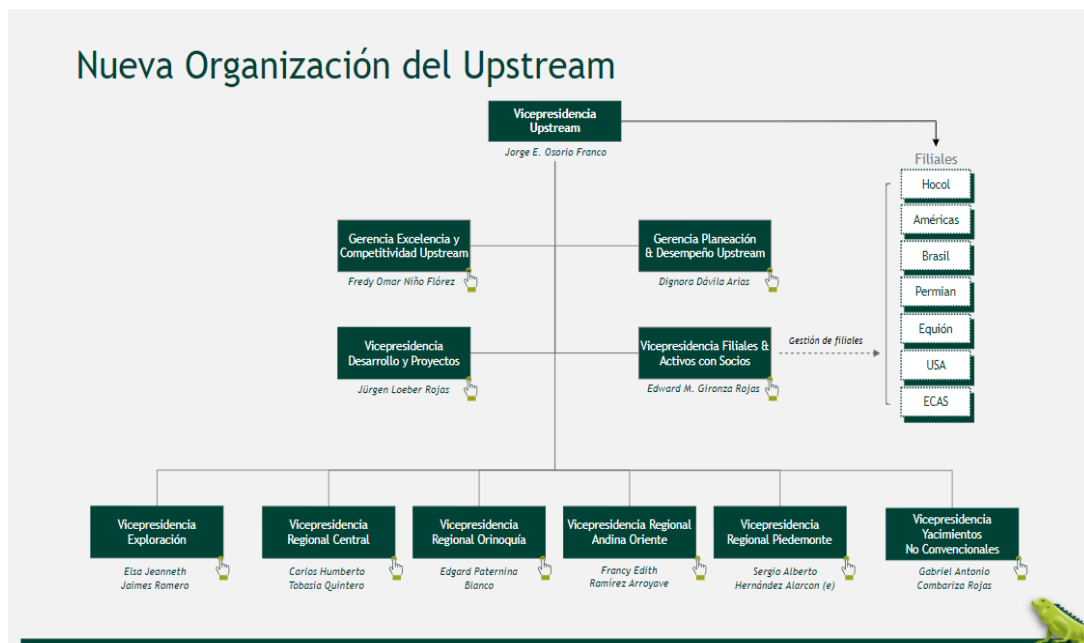 Nueva Organización del Upstream
Vicepresidencia
Upstream
Jorge E. Osorio Franco
Filiales
Hocol
Américas
Brasil
Permian
Equión
USA
ECAS
Gerencia Excelencia y
Competitividad Upstream
Fredy Omar Niño Flórez
Gerencia Planeación
& Desempeño Upstream
Dignora Dávila Arias
Vicepresidencia
Desarrollo y Proyectos
Jürgen Loeber Rojas
Vicepresidencia Filiales &
Activos con Socios
Edward M. Gironza Rojas
Gestión de filiales
Vicepresidencia
Exploración
Elsa Jeanneth
Jaimes Romero
Vicepresidencia
Regional Central
Carlos Humberto
Tobasia Quintero
Vicepresidencia
Regional Orinoquía
Edgard Paternina
Blanco
Vicepresidencia Regional
Andina Oriente
Francy Edith
Ramírez Arroyave
Vicepresidencia
Regional Piedemonte
Sergio Alberto
Hernández Alarcon (e)
Vicepresidencia
Yacimientos
No Convencionales
Gabriel Antonio
Combariza Rojas